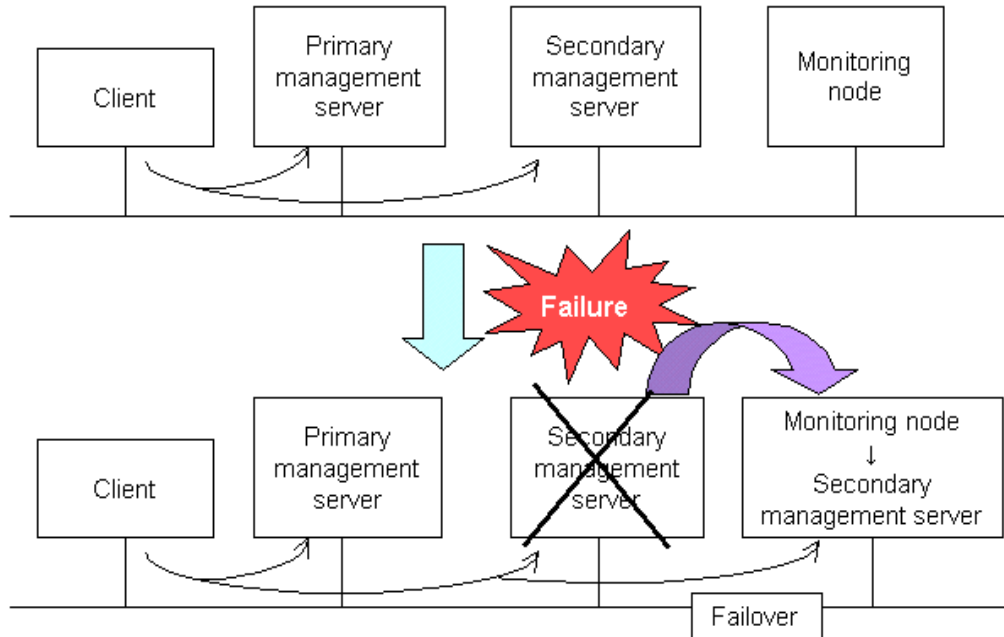 Client
Primary
management
server
Secondary
management
server
Monitoring
node
Failure
Client
Primary
management
server
Secondary
management
server
Monitoring node
↓
Secondary
management server
Failover